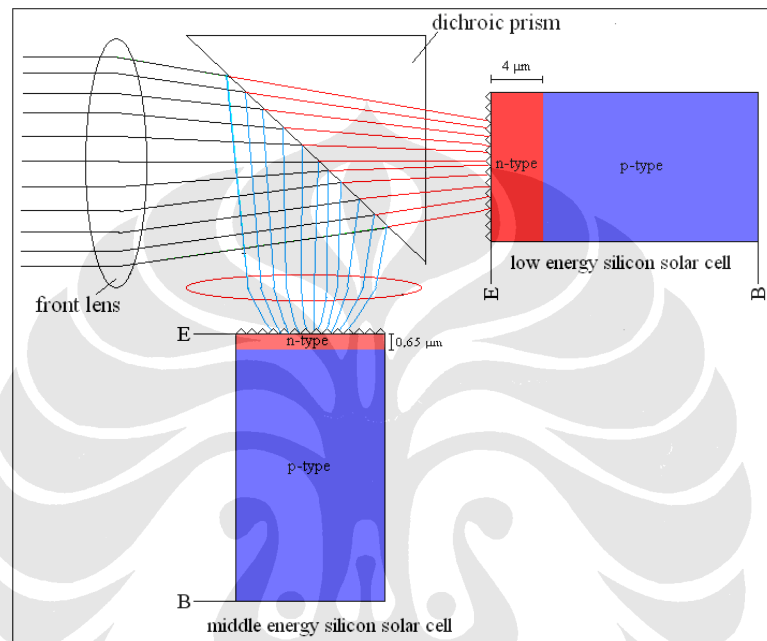 dichroic prism
4 μm
n-type
p-type
low energy silicon solar cell
E
B
front lens
E
n-type
0,65 μm
p-type
B
middle energy silicon solar cell